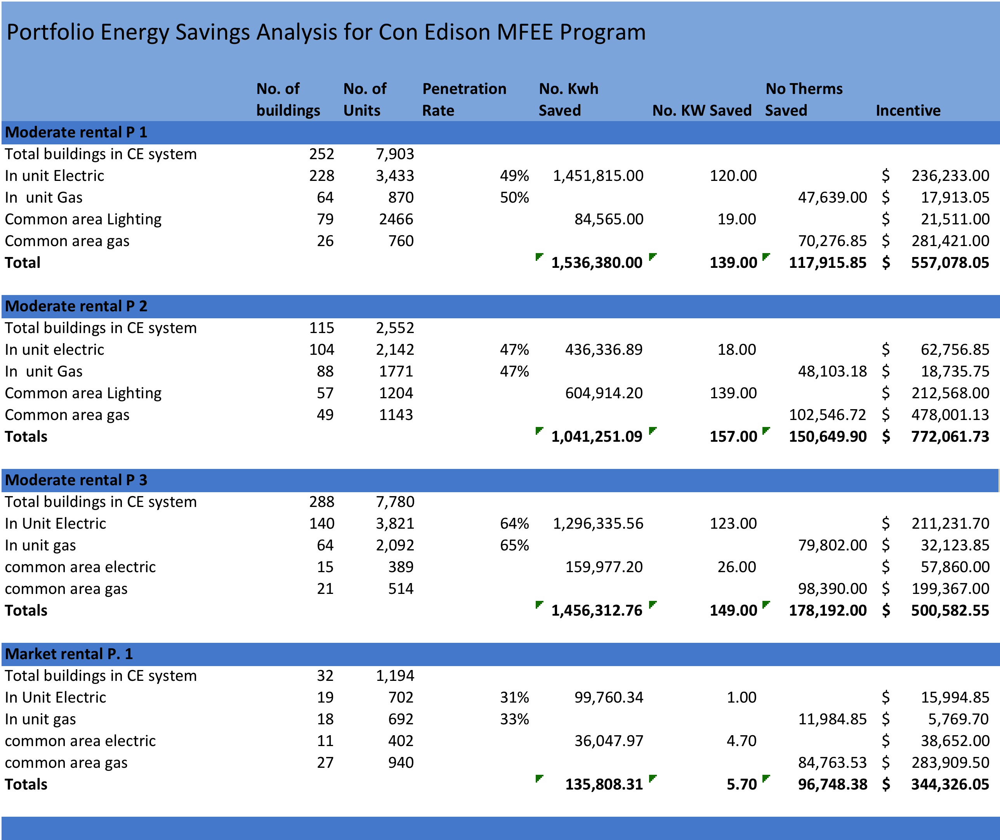 Portfolio Energy Savings Analysis for Con Edison MFEE Program
No. of buildings No. of Units Penetration Rate No. Kwh Saved No. KW Saved No Therms Saved Incentive
Moderate rental P 1
Total buildings in CE system 252 7,903
In unit Electric 228 3,433 49% 1,451,815.00 120.00 $ 236,233.00
In  unit Gas 64 870 50% 47,639.00 $ 17,913.05
Common area Lighting 79 2466 84,565.00 19.00 $ 21,511.00
Common area gas 26 760 70,276.85 $ 281,421.00
Total 1,536,380.00 139.00 117,915.85 $ 557,078.05
Moderate rental P 2
Total buildings in CE system 115 2,552
In unit electric 104 2,142 47% 436,336.89 18.00 $ 62,756.85
In  unit Gas 88 1771 47% 48,103.18 $ 18,735.75
Common area Lighting 57 1204 604,914.20 139.00 $ 212,568.00
Common area gas 49 1143 102,546.72 $ 478,001.13
Totals 1,041,251.09 157.00 150,649.90 $ 772,061.73
Moderate rental P 3
Total buildings in CE system 288 7,780
In Unit Electric 140 3,821 64% 1,296,335.56 123.00 $ 211,231.70
In unit gas 64 2,092 65% 79,802.00 $ 32,123.85
common area electric 15 389 159,977.20 26.00 $ 57,860.00
common area gas 21 514 98,390.00 $ 199,367.00
Totals 1,456,312.76 149.00 178,192.00 $ 500,582.55
Market rental P. 1
Total buildings in CE system 32 1,194
In Unit Electric 19 702 31% 99,760.34 1.00 $ 15,994.85
In unit gas 18 692 33% 11,984.85 $ 5,769.70
common area electric 11 402 36,047.97 4.70 $ 38,652.00
common area gas 27 940 84,763.53 $ 283,909.50
Totals 135,808.31 5.70 96,748.38 $ 344,326.05